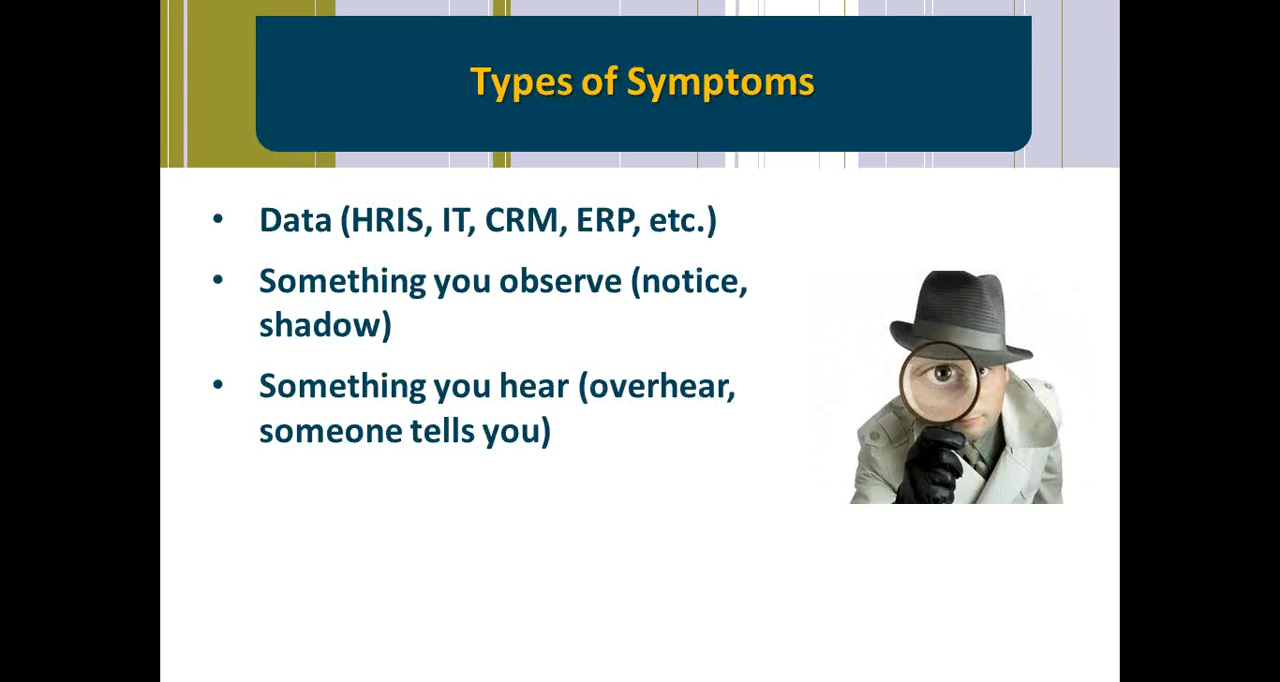 Types of Symptoms
• Data (HRIS, IT, CRM, ERP, etc.)
• Something you observe (notice,
shadow)
• Something you hear (overhear,
someone tells you)